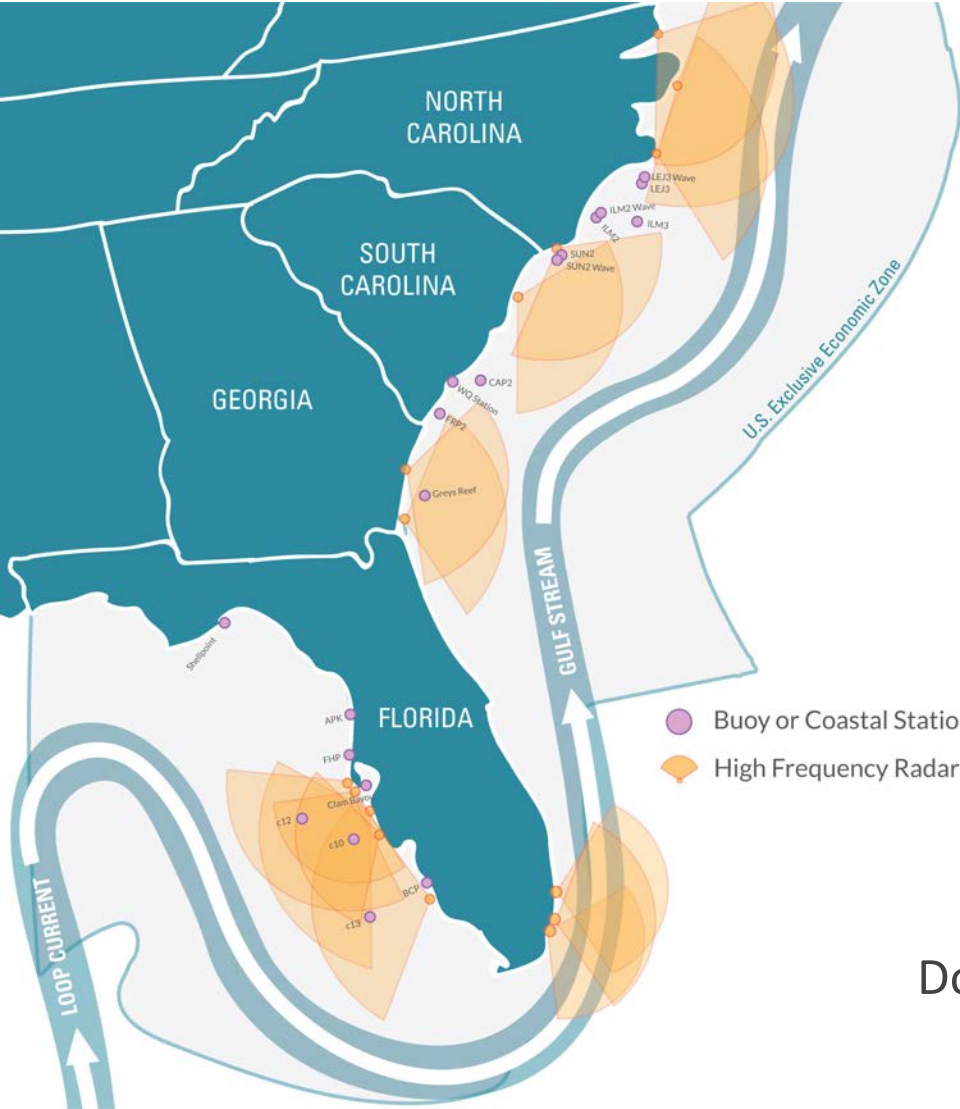 NORTH
CAROLINA
LEJ3 Wave
LEJ3
ILM2 Wave
ILM2
ILM3
SOUTH
CAROLINA
SUN2
SUN2 Wave
U.S. Exclusive Economic Zone
GEORGIA
CAP2
WQ Station
FRP2
Greys Reef
GULF STREAM
Shellpoint
APK
FLORIDA
Buoy or Coastal Statio
High Frequency Radar
FHP
Clam Bayou
c12
c10
BCP
c13
LOOP CURRENT
Do